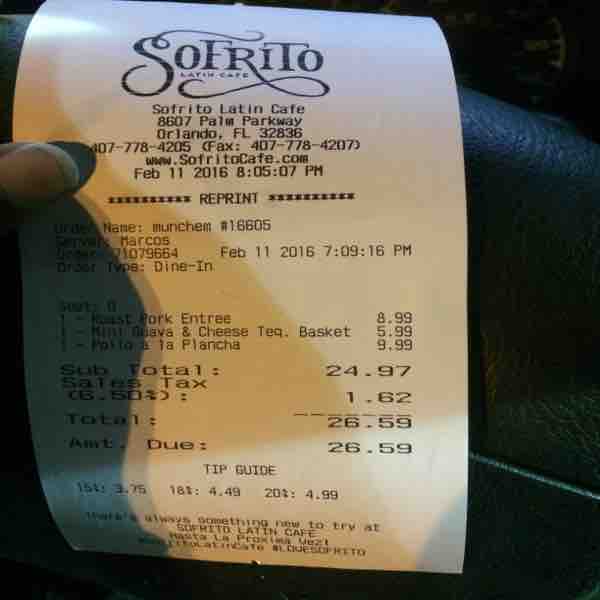 SOFRITO
LATIN CAFE
Sofrito Latin Cafe
8607 Palm Parkway
Orlando, FL 32836
407-778-4205 (Fax: 407-778-4207)
www.SofritoCafe.com
Feb 11 2016 8:05:07 PM
********** REPRINT **********
Order Name: munchem #16605
Server: Marcos
Order: 71079664 Feb 11 2016 7:09:16 PM
Order Type: Dine-In
Seat: 0
1 - Roast Pork Entree 8.99
1 - Mini Guava & Cheese Teq. Basket 5.99
1 - Pollo a la Plancha 9.99
Sub Total: 24.97
Sales Tax
(6.50%): 1.62
Total: 26.59
Amt. Due: 26.59
TIP GUIDE
15%: 3.75 18%: 4.49 20%: 4.99
There's always something new to try at
SOFRITO LATIN CAFE
Hasta La Proxima Vez!
#LOVESOFRITO